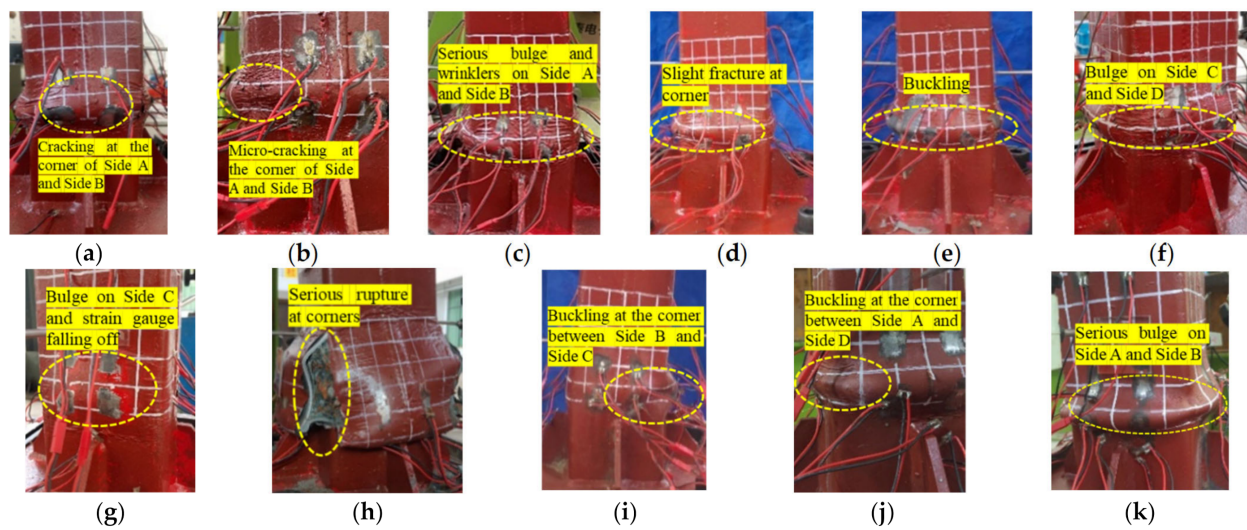 Cracking at the
corner of Side A
and Side B
Micro-cracking at
the corner of Side
A and Side B
Serious bulge and
wrinklers on Side A
and Side B
Slight fracture at
corner
Buckling
Bulge on Side C
and Side D
(a)
(b)
(c)
(d)
(e)
(f)
Bulge on Side C
and strain gauge
falling off
Serious rupture
at corners
Buckling at the corner
between Side B and
Side C
Buckling at the corner
between Side A and
Side D
Serious bulge on
Side A and Side B
(g)
(h)
(i)
(j)
(k)